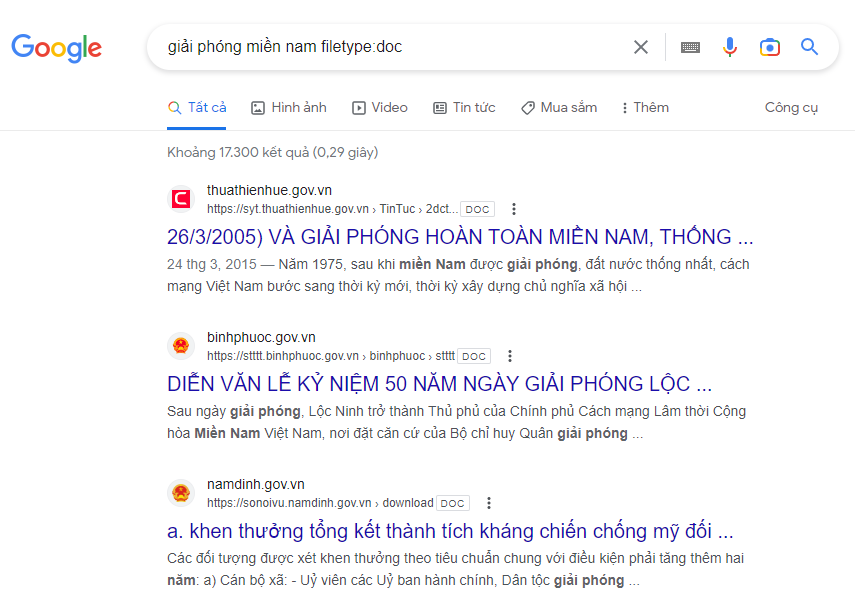 Google
giải phóng miền nam filetype:doc
Tất cả Hình ảnh Video Tin tức Mua sắm Thêm Công cụ
Khoảng 17.300 kết quả (0,29 giây)
thuathienhue.gov.vn
https://syt.thuathienhue.gov.vn › TinTuc › 2dct... DOC
26/3/2005) VÀ GIẢI PHÓNG HOÀN TOÀN MIỀN NAM, THỐNG ...
24 thg 3, 2015 — Năm 1975, sau khi miền Nam được giải phóng, đất nước thống nhất, cách
mạng Việt Nam bước sang thời kỳ mới, thời kỳ xây dựng chủ nghĩa xã hội ...
binhphuoc.gov.vn
https://stttt.binhphuoc.gov.vn › binhphuoc › stttt DOC
DIỄN VĂN LỄ KỶ NIỆM 50 NĂM NGÀY GIẢI PHÓNG LỘC ...
Sau ngày giải phóng, Lộc Ninh trở thành Thủ phủ của Chính phủ Cách mạng Lâm thời Cộng
hòa Miền Nam Việt Nam, nơi đặt căn cứ của Bộ chỉ huy Quân giải phóng ...
namdinh.gov.vn
https://sonoivu.namdinh.gov.vn › download DOC
a. khen thưởng tổng kết thành tích kháng chiến chống mỹ đối ...
Các đối tượng được xét khen thưởng theo tiêu chuẩn chung với điều kiện phải tăng thêm hai
năm: a) Cán bộ xã: - Uỷ viên các Uỷ ban hành chính, Dân tộc giải phóng ...